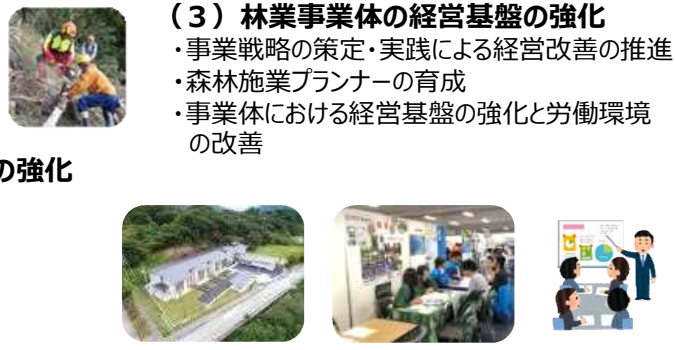 （３）林業事業体の経営基盤の強化
・事業戦略の策定・実践による経営改善の推進
・森林施業プランナーの育成
・事業体における経営基盤の強化と労働環境
の改善
の強化